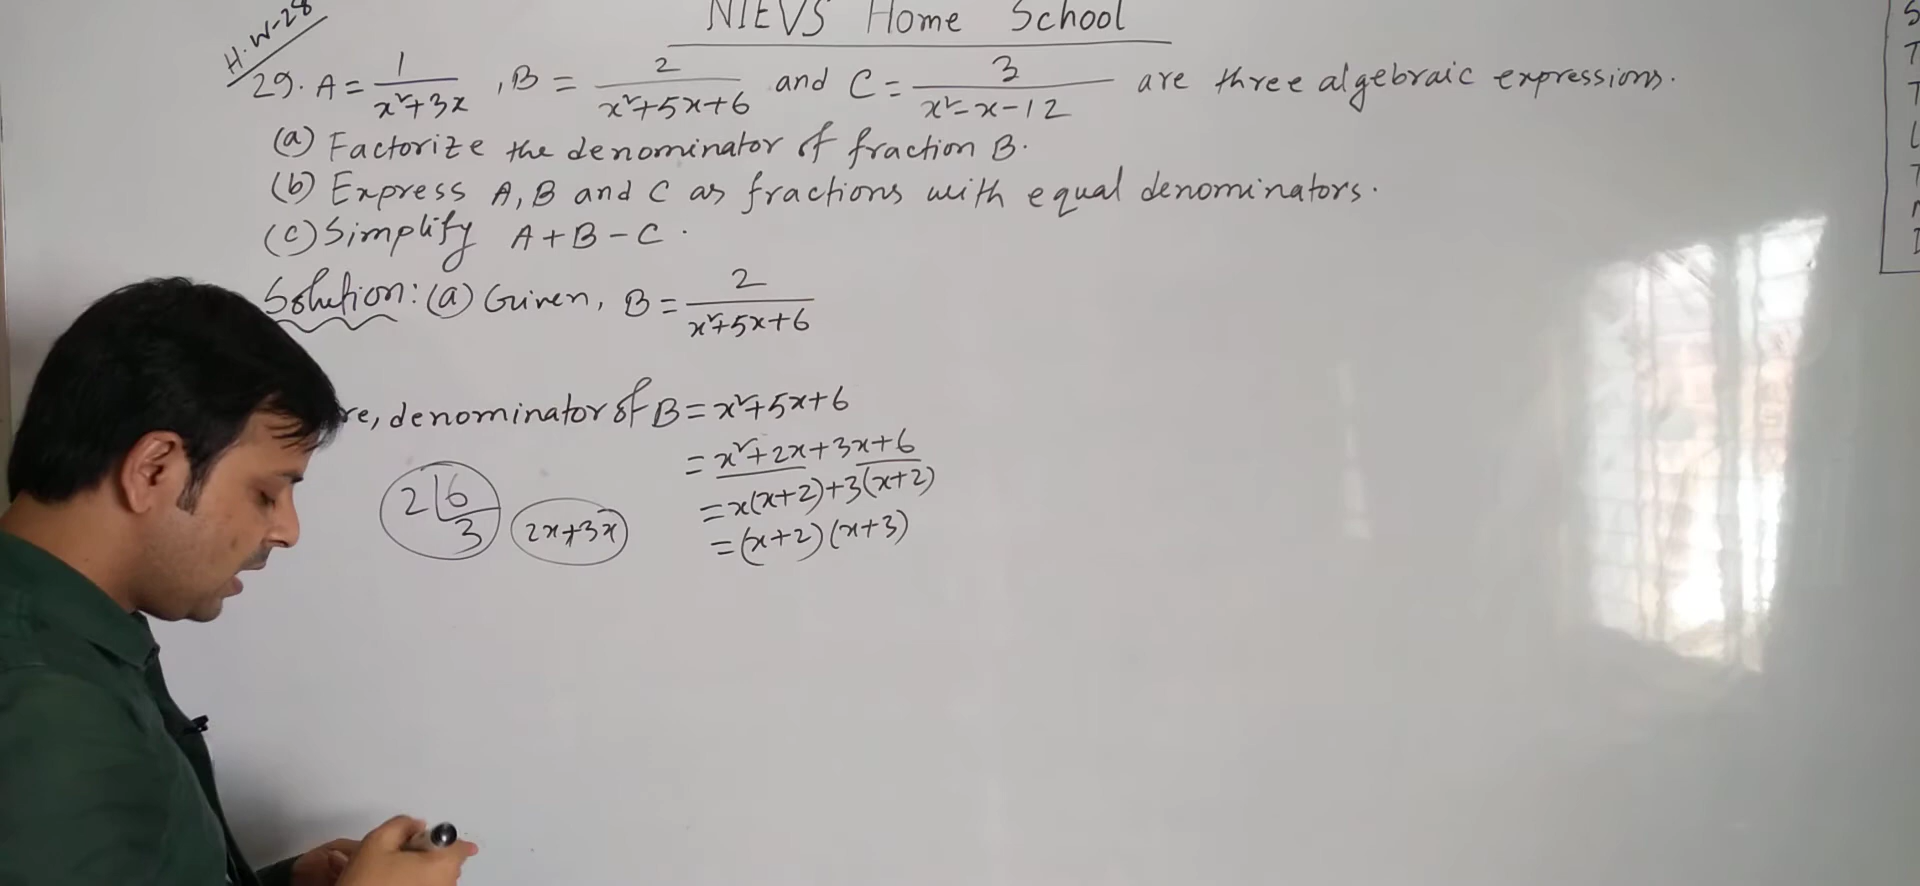 NIEVS Home School
H.W-28
29. A = 1/(x²+3x), B = 2/(x²+5x+6) and C = 3/(x²-x-12) are three algebraic expressions.
(a) Factorize the denominator of fraction B.
(b) Express A, B and C as fractions with equal denominators.
(c) Simplify A+B-C.
Solution: (a) Given, B = 2/(x²+5x+6)
re, denominator of B = x²+5x+6
= x²+2x+3x+6
= x(x+2)+3(x+2)
= (x+2)(x+3)
2 6
3
2x+3x
S
T
T
L
T